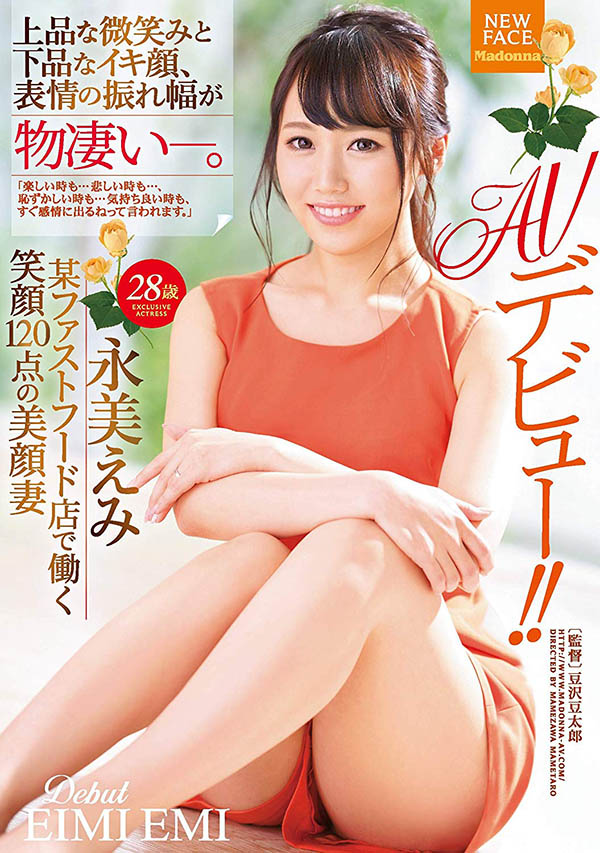 上品な微笑みと
下品なイキ顔、
表情の振れ幅が
物凄いー。
「楽しい時も…悲しい時も…、
恥ずかしい時も…気持ち良い時も、
すぐ感情に出るねって言われます。」
NEW
FACE
Madonna
AVデビュー!!
28歳
EXCLUSIVE
ACTRESS
永美えみ
某ファストフード店で働く
笑顔120点の美顔妻
[監督]豆沢豆太郎
HTTP://WWW.MADONNA-AV.COM/
DIRECTED BY MAMEZAWA MAMETARO
Debut
EIMI EMI